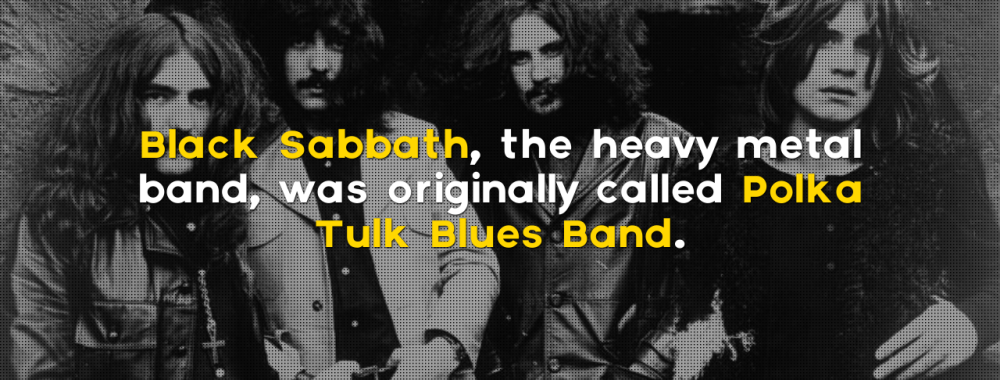 Black Sabbath, the heavy metal
band, was originally called Polka
Tulk Blues Band.